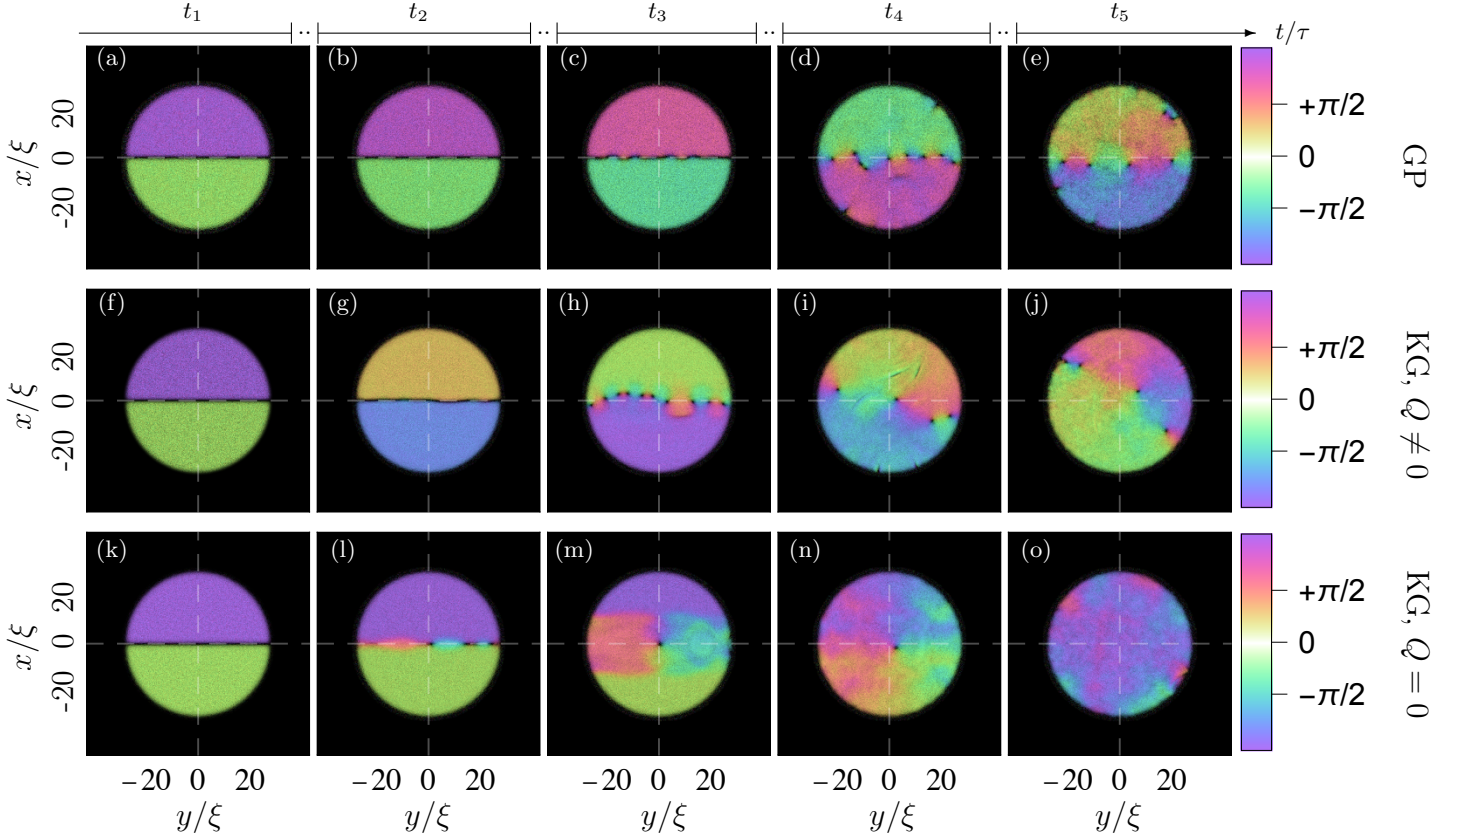 t₁ t₂ t₃ t₄ t₅ t/τ
(a) (b) (c) (d) (e)
x/ξ 20 0 -20 +π/2 0 −π/2 GP
(f) (g) (h) (i) (j)
x/ξ 20 0 -20 +π/2 0 −π/2 KG, Q ≠ 0
(k) (l) (m) (n) (o)
x/ξ 20 0 -20 +π/2 0 −π/2 KG, Q = 0
−20 0 20 −20 0 20 −20 0 20 −20 0 20 −20 0 20
y/ξ y/ξ y/ξ y/ξ y/ξ